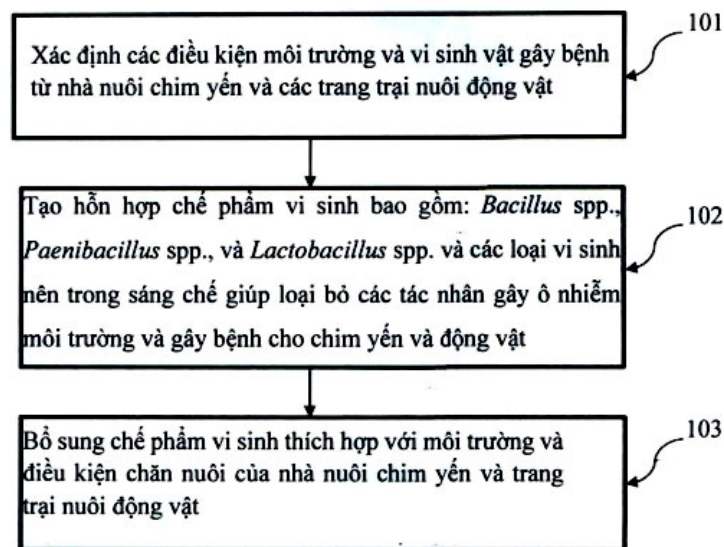 101
Xác định các điều kiện môi trường và vi sinh vật gây bệnh
từ nhà nuôi chim yến và các trang trại nuôi động vật
102
Tạo hỗn hợp chế phẩm vi sinh bao gồm: Bacillus spp.,
Paenibacillus spp., và Lactobacillus spp. và các loại vi sinh
nên trong sáng chế giúp loại bỏ các tác nhân gây ô nhiễm
môi trường và gây bệnh cho chim yến và động vật
103
Bổ sung chế phẩm vi sinh thích hợp với môi trường và
điều kiện chăn nuôi của nhà nuôi chim yến và trang
trại nuôi động vật